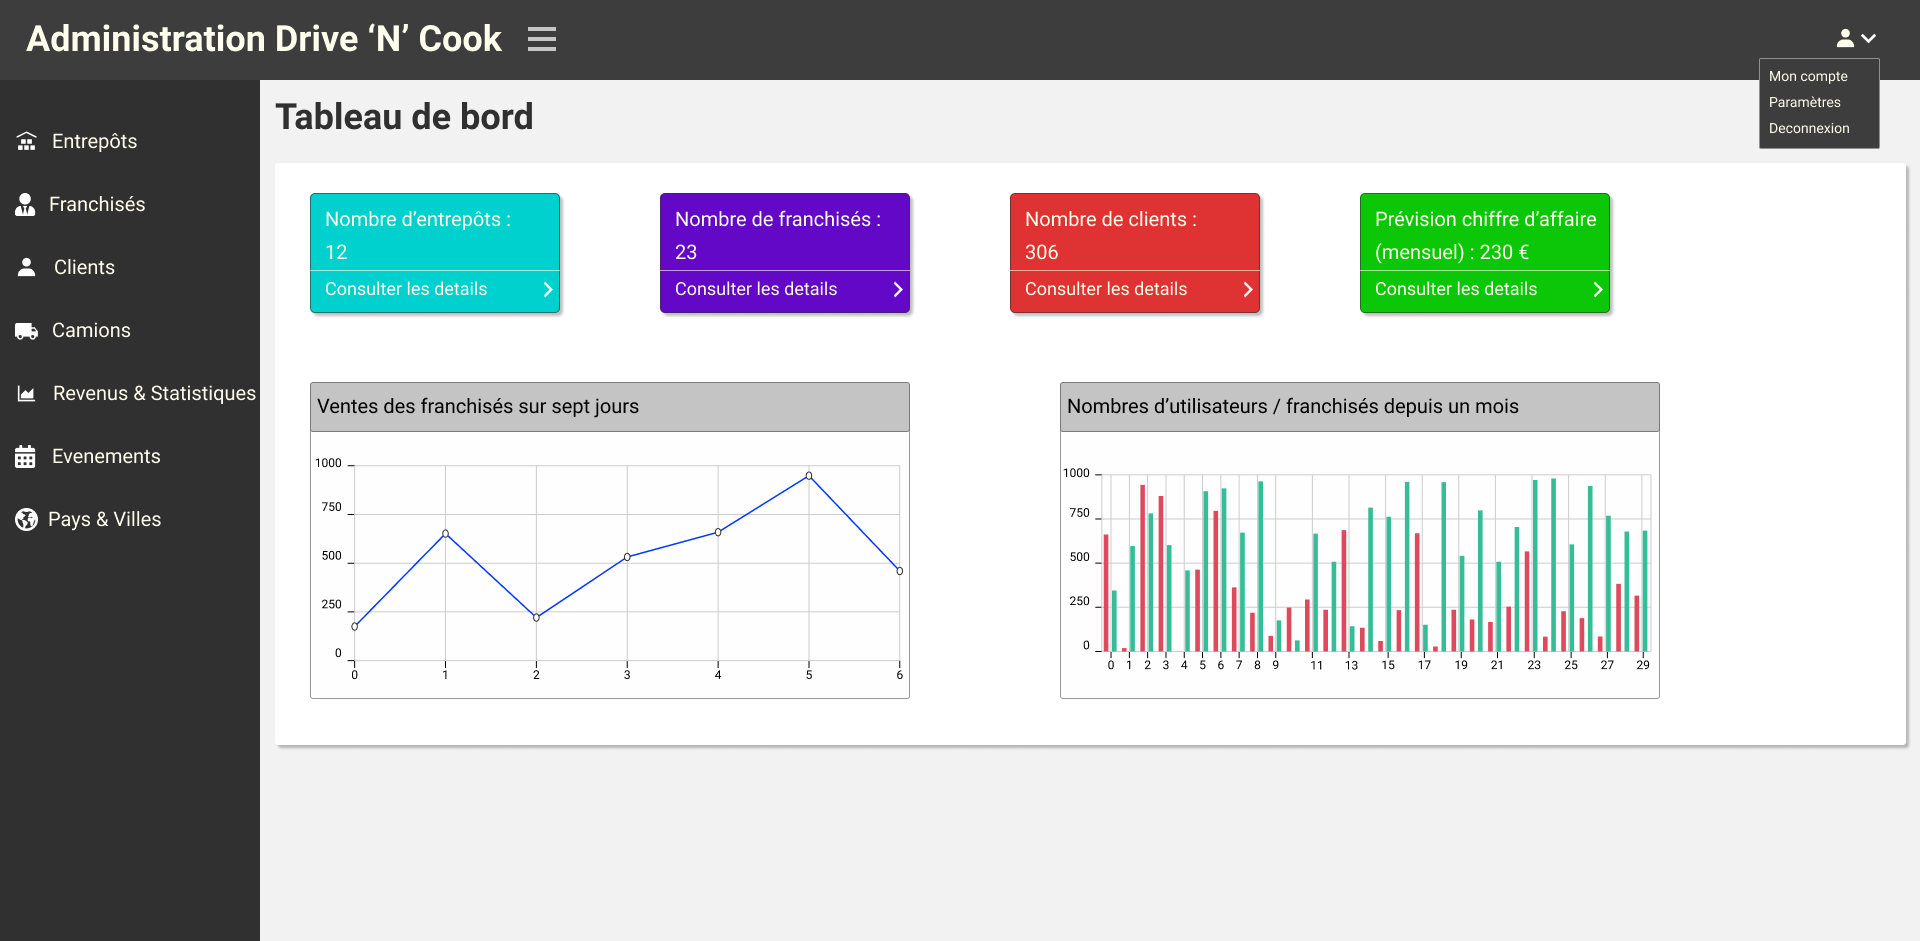 Administration Drive ‘N’ Cook
Mon compte
Paramètres
Deconnexion
Entrepôts
Franchisés
Clients
Camions
Revenus & Statistiques
Evenements
Pays & Villes
Tableau de bord
Nombre d’entrepôts :
12
Consulter les details
Nombre de franchisés :
23
Consulter les details
Nombre de clients :
306
Consulter les details
Prévision chiffre d’affaire
(mensuel) : 230 €
Consulter les details
Ventes des franchisés sur sept jours
1000
750
500
250
0
0 1 2 3 4 5 6
Nombres d’utilisateurs / franchisés depuis un mois
1000
750
500
250
0
0 1 2 3 4 5 6 7 8 9 11 13 15 17 19 21 23 25 27 29